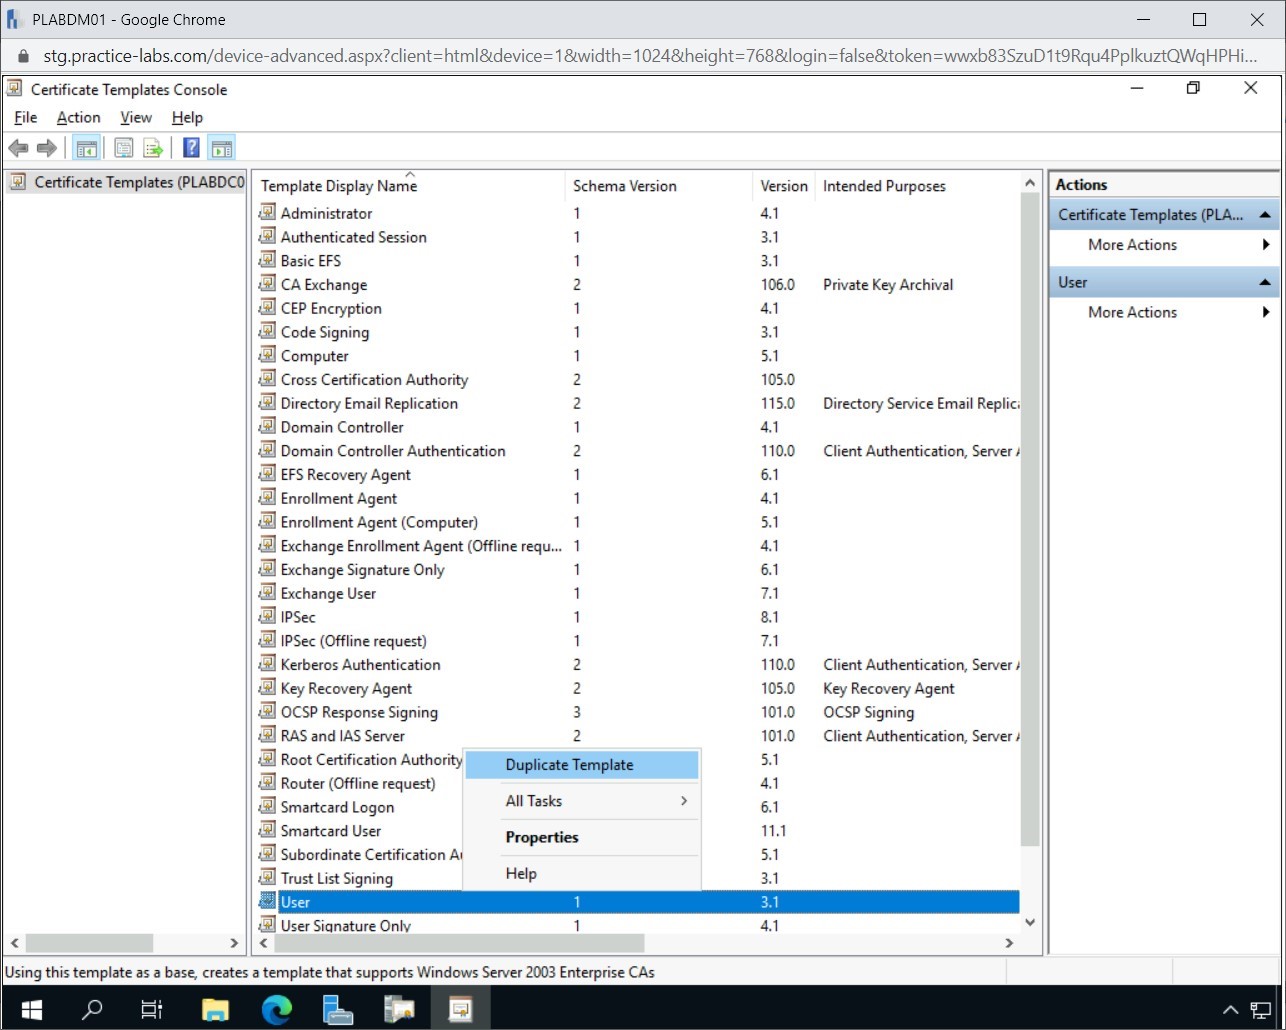 PLABDM01 - Google Chrome
stg.practice-labs.com/device-advanced.aspx?client=html&device=1&width=1024&height=768&login=false&token=wwxb83SzuD1t9Rqu4PplkuztQWqHPHi...
Certificate Templates Console
File Action View Help
Certificate Templates (PLABDC0
Template Display Name Schema Version Version Intended Purposes
Administrator 1 4.1
Authenticated Session 1 3.1
Basic EFS 1 3.1
CA Exchange 2 106.0 Private Key Archival
CEP Encryption 1 4.1
Code Signing 1 3.1
Computer 1 5.1
Cross Certification Authority 2 105.0
Directory Email Replication 2 115.0 Directory Service Email Replic
Domain Controller 1 4.1
Domain Controller Authentication 2 110.0 Client Authentication, Server
EFS Recovery Agent 1 6.1
Enrollment Agent 1 4.1
Enrollment Agent (Computer) 1 5.1
Exchange Enrollment Agent (Offline requ... 1 4.1
Exchange Signature Only 1 6.1
Exchange User 1 7.1
IPSec 1 8.1
IPSec (Offline request) 1 7.1
Kerberos Authentication 2 110.0 Client Authentication, Server
Key Recovery Agent 2 105.0 Key Recovery Agent
OCSP Response Signing 3 101.0 OCSP Signing
RAS and IAS Server 2 101.0 Client Authentication, Server
Root Certification Authority 5.1
Router (Offline request) 4.1
Smartcard Logon 6.1
Smartcard User 11.1
Subordinate Certification A 5.1
Trust List Signing 3.1
User 1 3.1
User Signature Only 1 4.1
Duplicate Template
All Tasks
Properties
Help
Actions
Certificate Templates (PLA...
More Actions
User
More Actions
Using this template as a base, creates a template that supports Windows Server 2003 Enterprise CAs